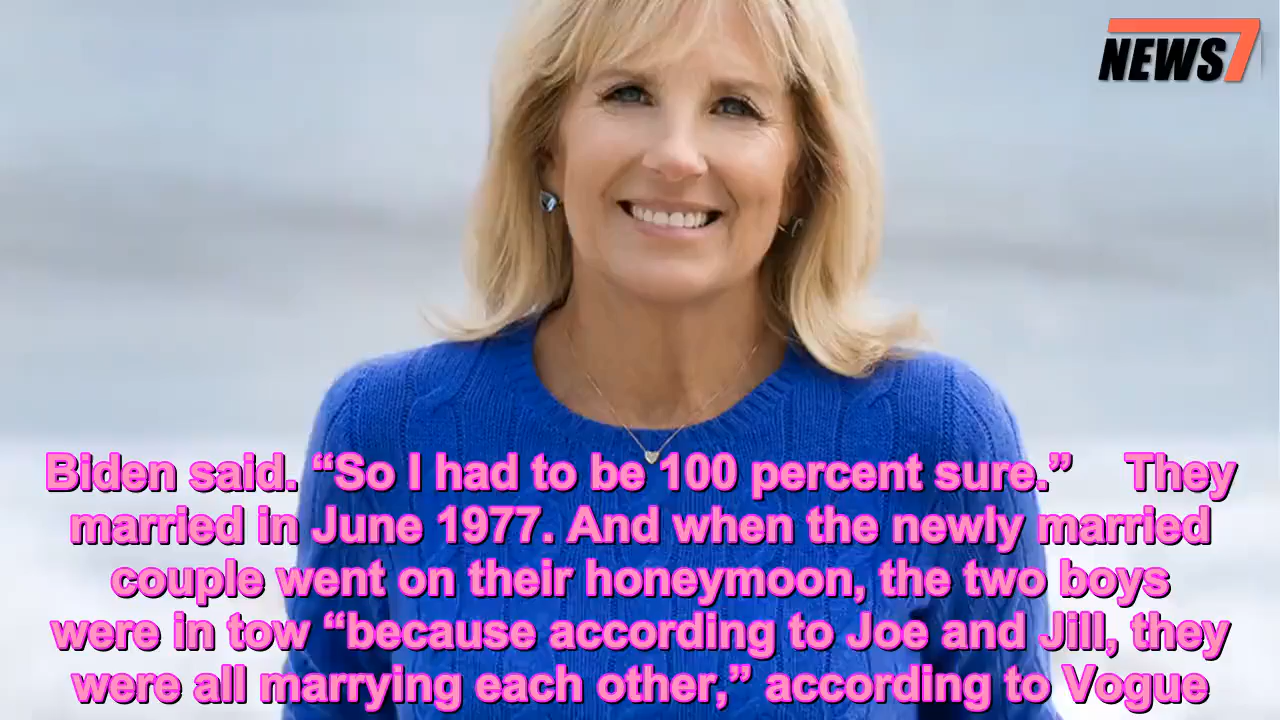 NEWS7
Biden said. “So I had to be 100 percent sure.” They
married in June 1977. And when the newly married
couple went on their honeymoon, the two boys
were in tow “because according to Joe and Jill, they
were all marrying each other,” according to Vogue